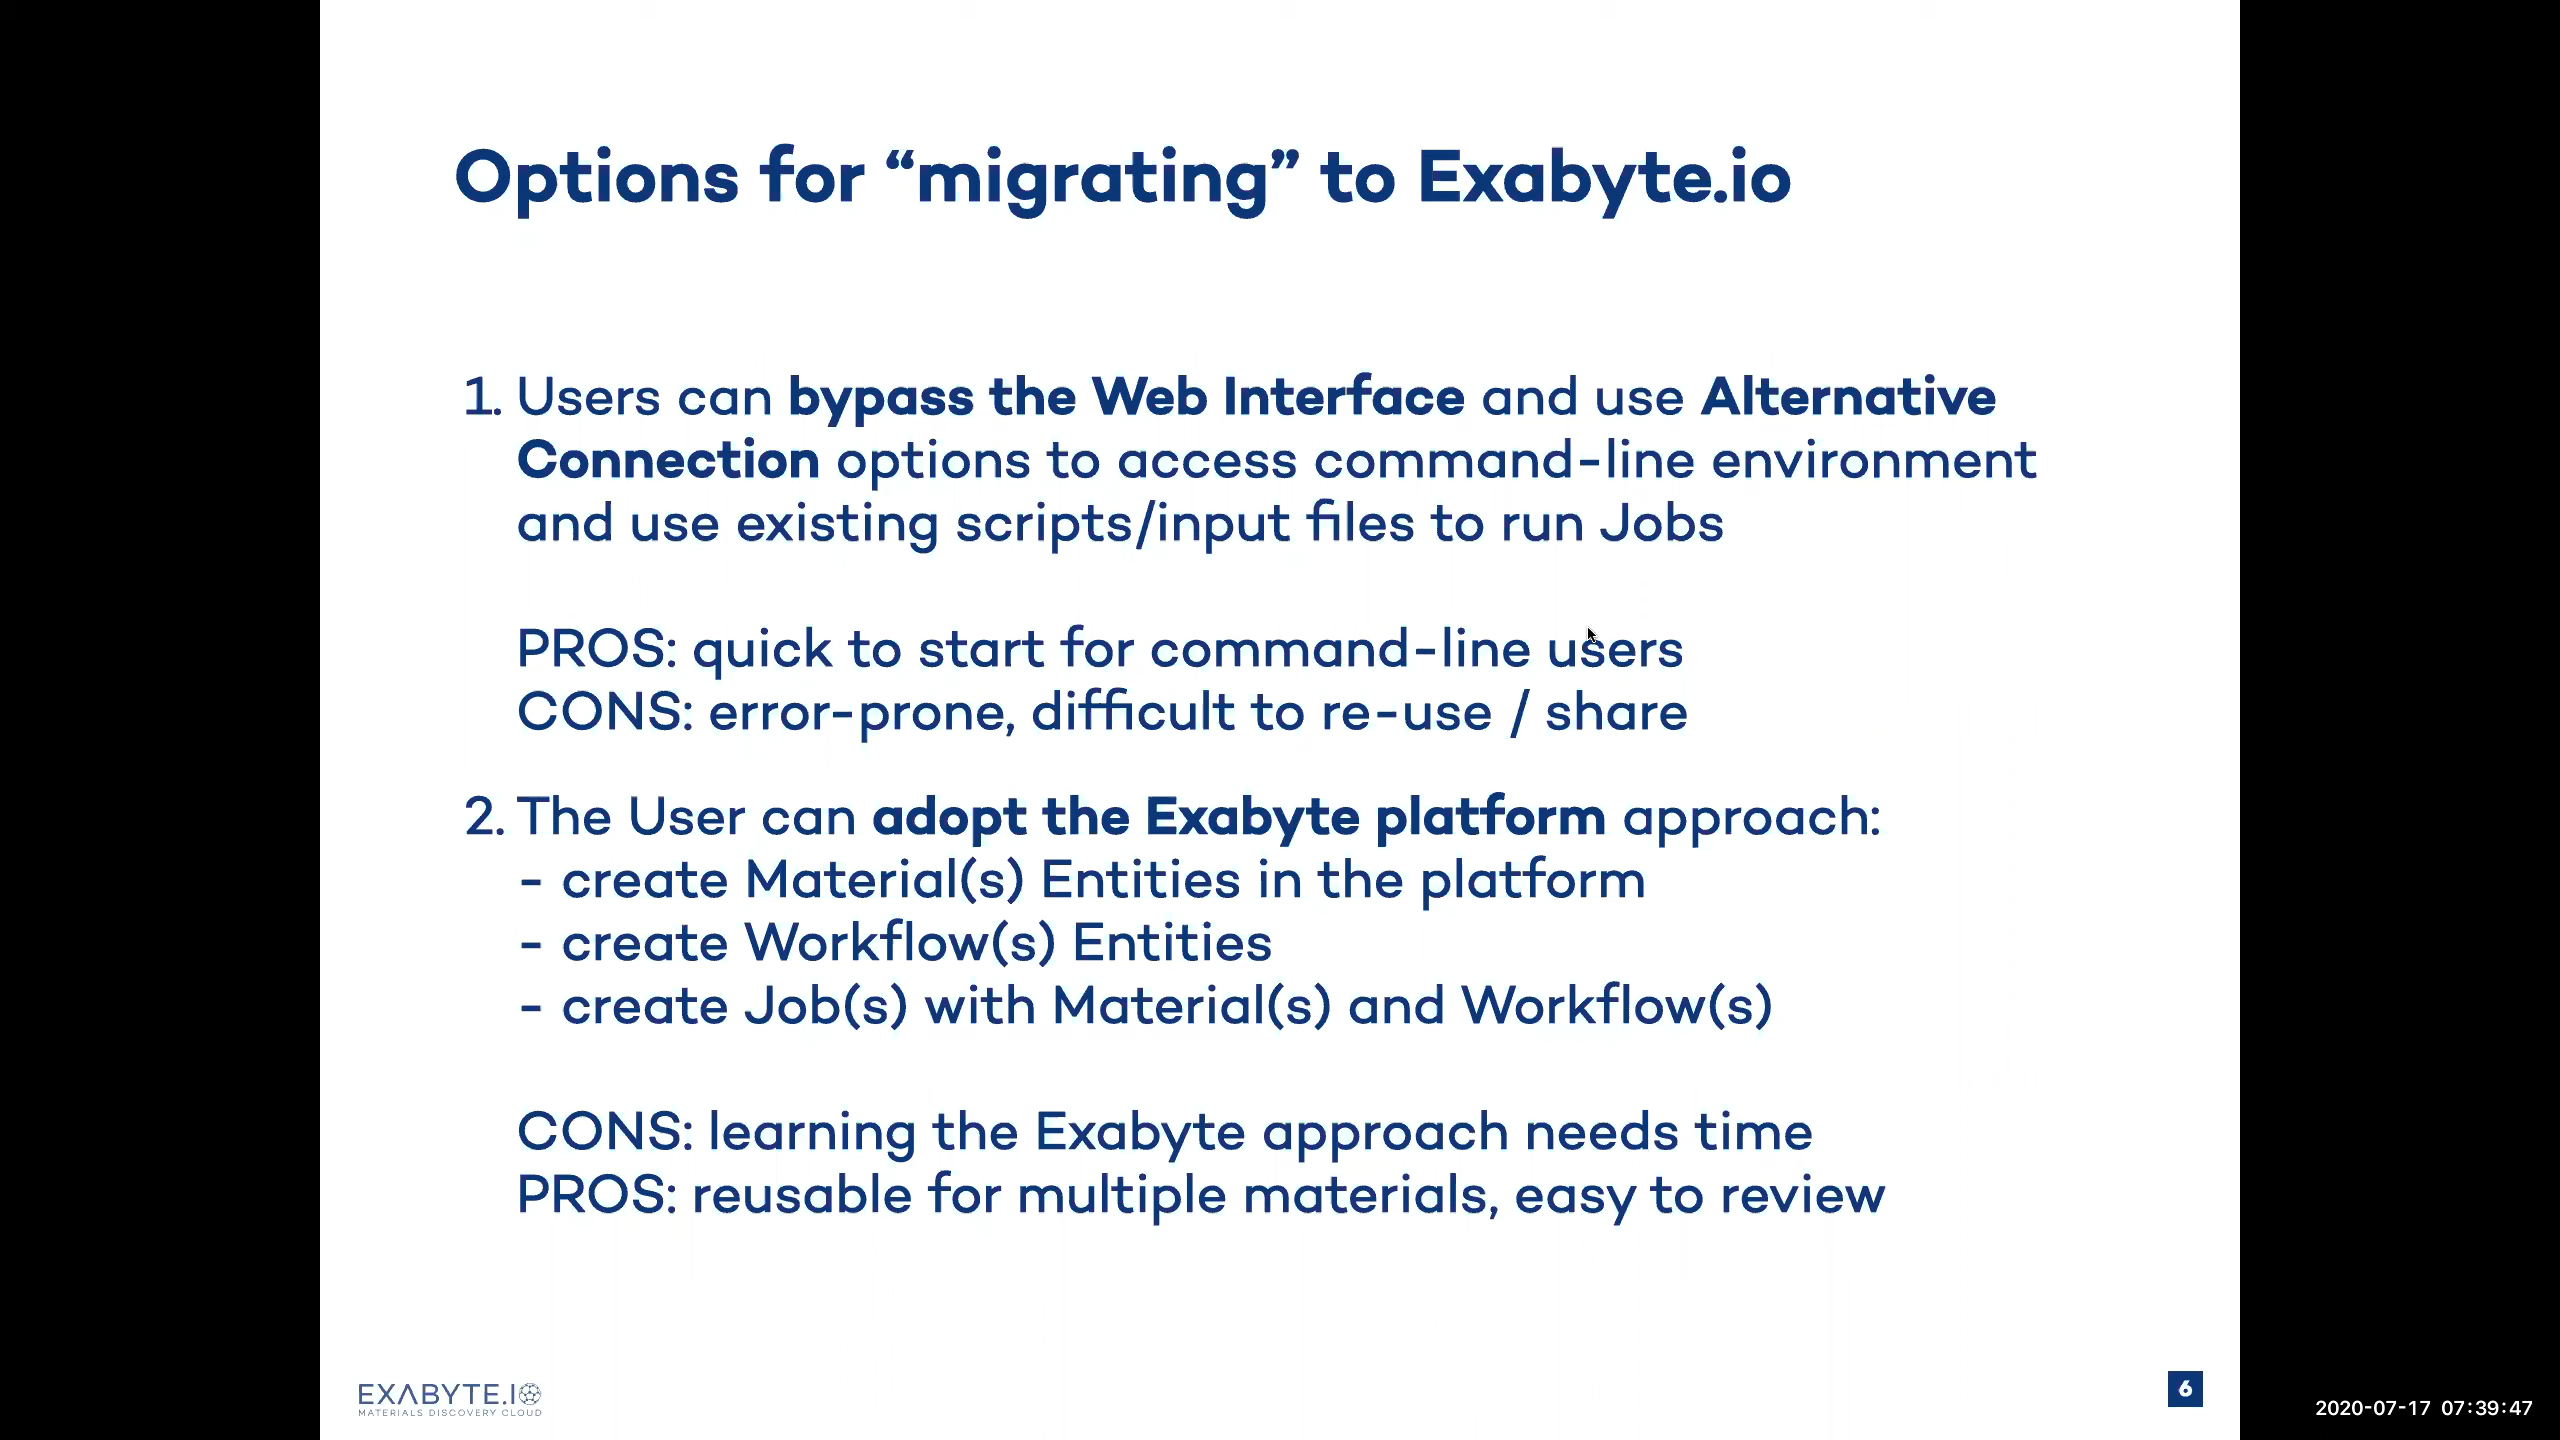 Options for “migrating” to Exabyte.io
1. Users can bypass the Web Interface and use Alternative
Connection options to access command-line environment
and use existing scripts/input files to run Jobs
PROS: quick to start for command-line users
CONS: error-prone, difficult to re-use / share
2. The User can adopt the Exabyte platform approach:
- create Material(s) Entities in the platform
- create Workflow(s) Entities
- create Job(s) with Material(s) and Workflow(s)
CONS: learning the Exabyte approach needs time
PROS: reusable for multiple materials, easy to review
EXABYTE.IO
MATERIALS DISCOVERY CLOUD
6
2020-07-17 07:39:47